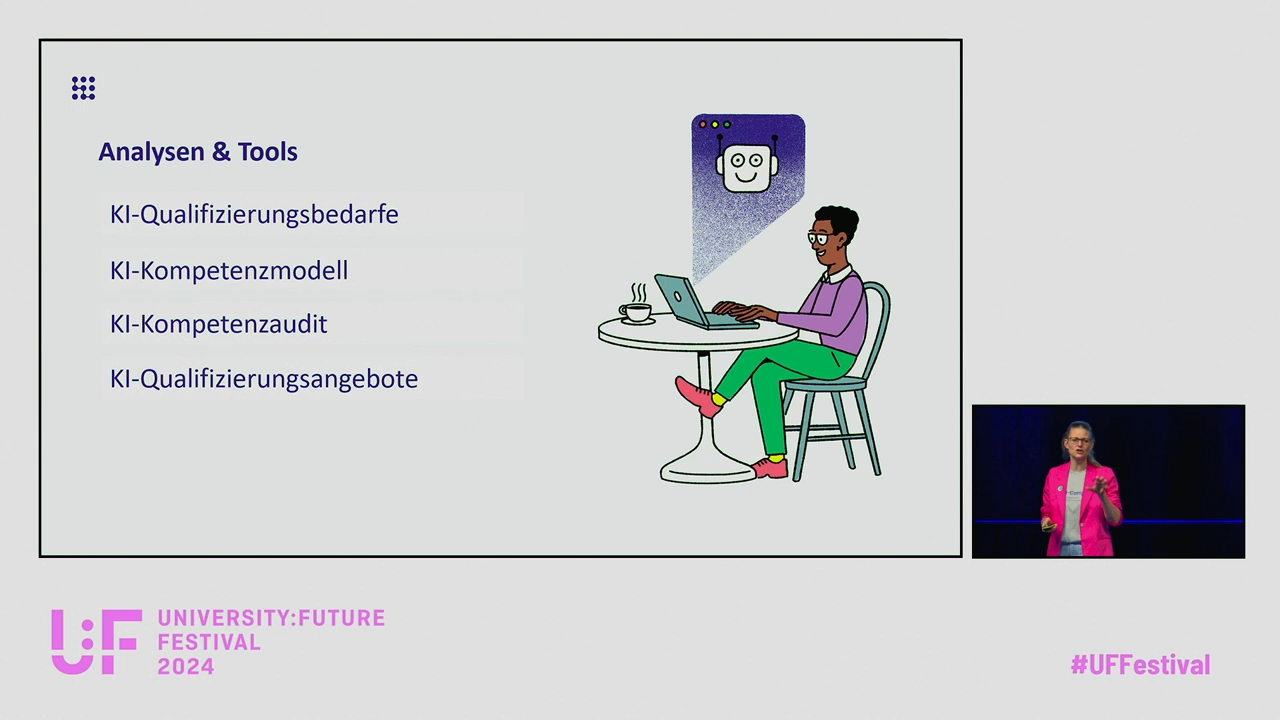 Analysen & Tools
KI-Qualifizierungsbedarfe
KI-Kompetenzmodell
KI-Kompetenzaudit
KI-Qualifizierungsangebote
U:F
UNIVERSITY:FUTURE
FESTIVAL
2024
#UFFestival